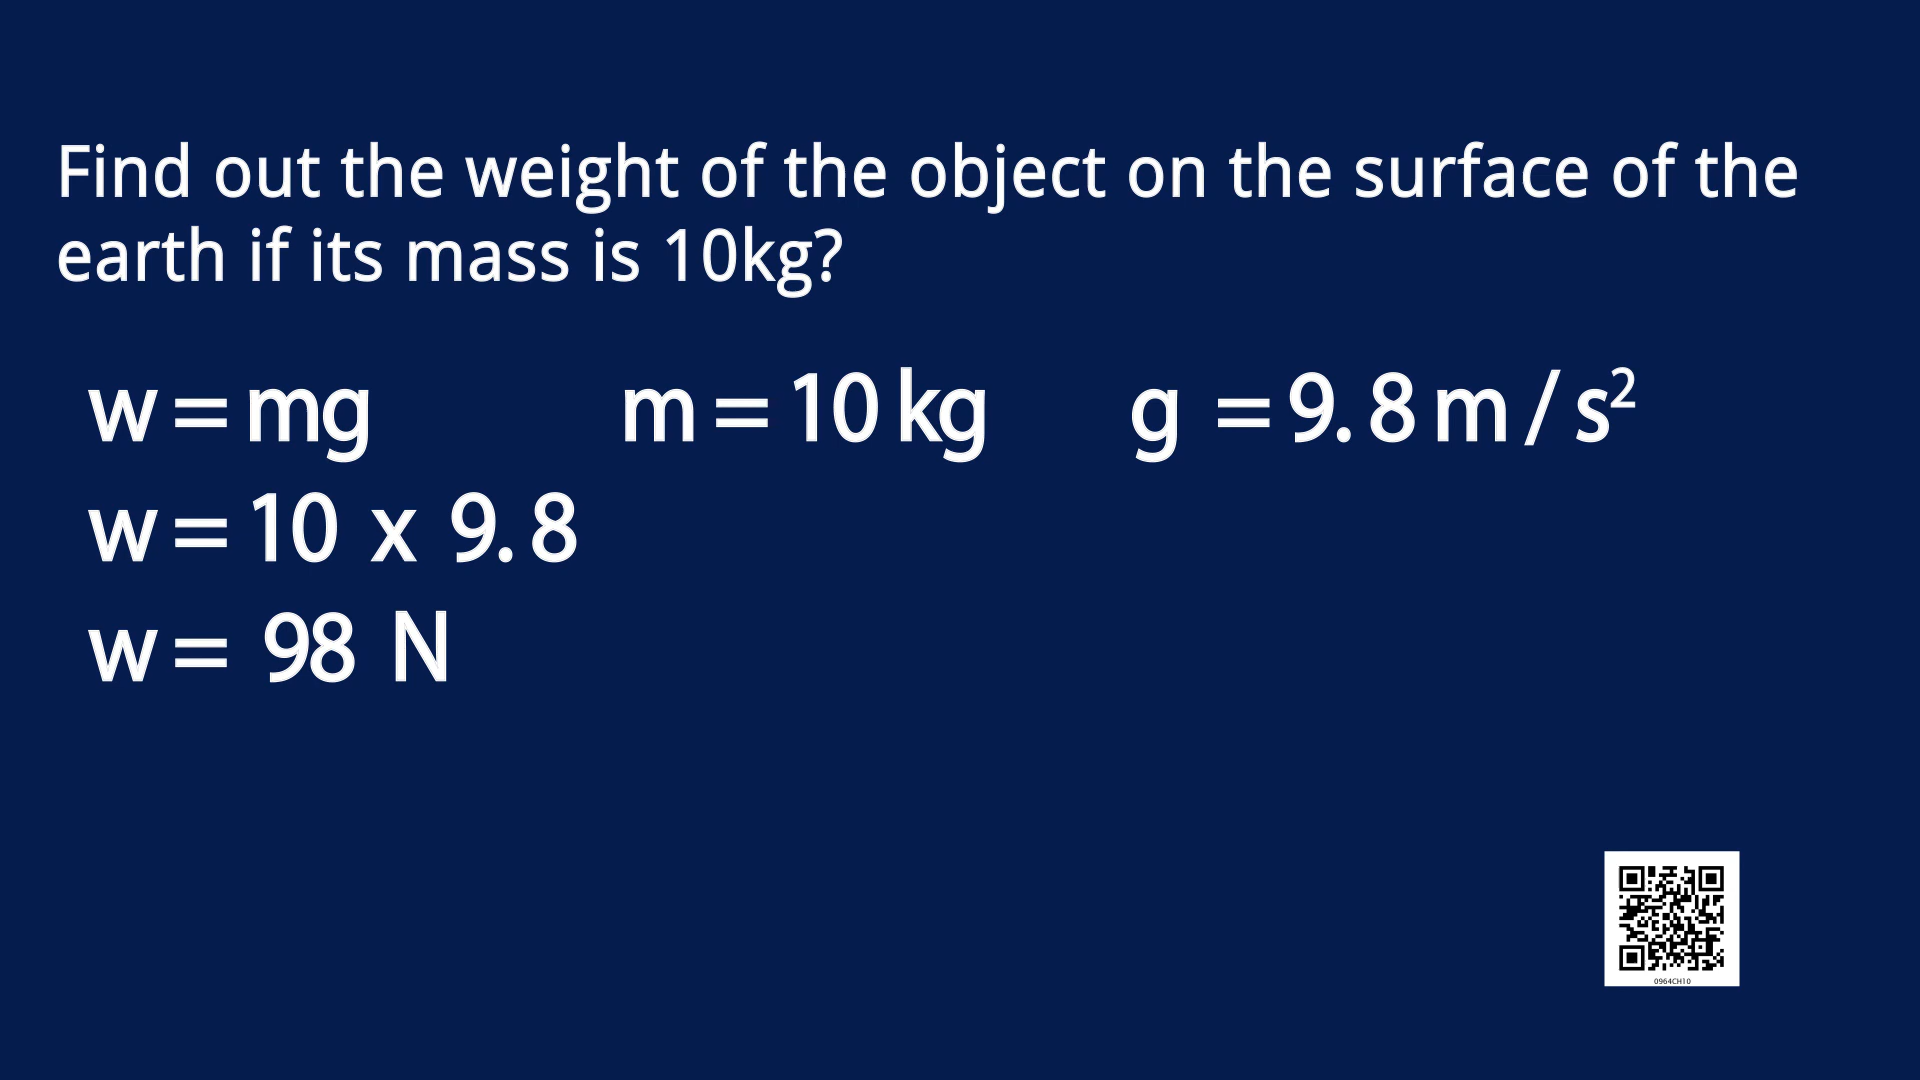 Find out the weight of the object on the surface of the
earth if its mass is 10kg?
w = mg m = 10 kg g = 9.8 m / s²
w = 10 x 9.8
w = 98 N
0964CH10